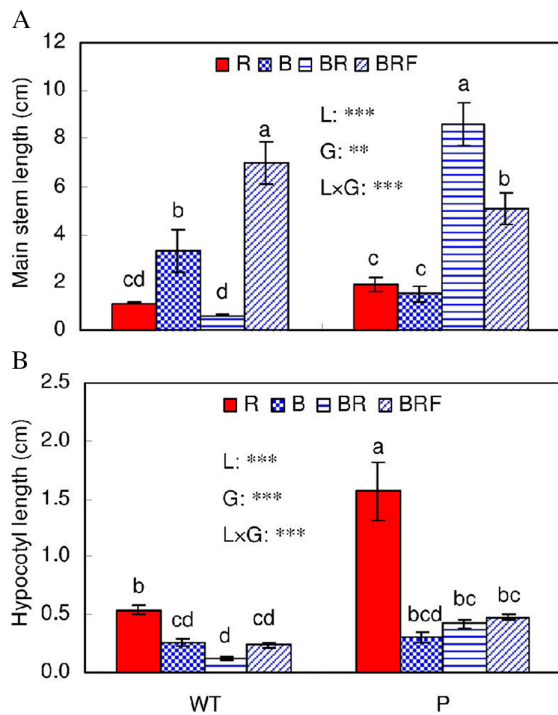 A
Main stem length (cm)
12
10
8
6
4
2
0
R B BR BRF
L: ***
G: **
L×G: ***
cd b d a c c a b
B
Hypocotyl length (cm)
2.5
2.0
1.5
1.0
0.5
0.0
R B BR BRF
L: ***
G: ***
L×G: ***
b cd d cd a bcd bc bc
WT P